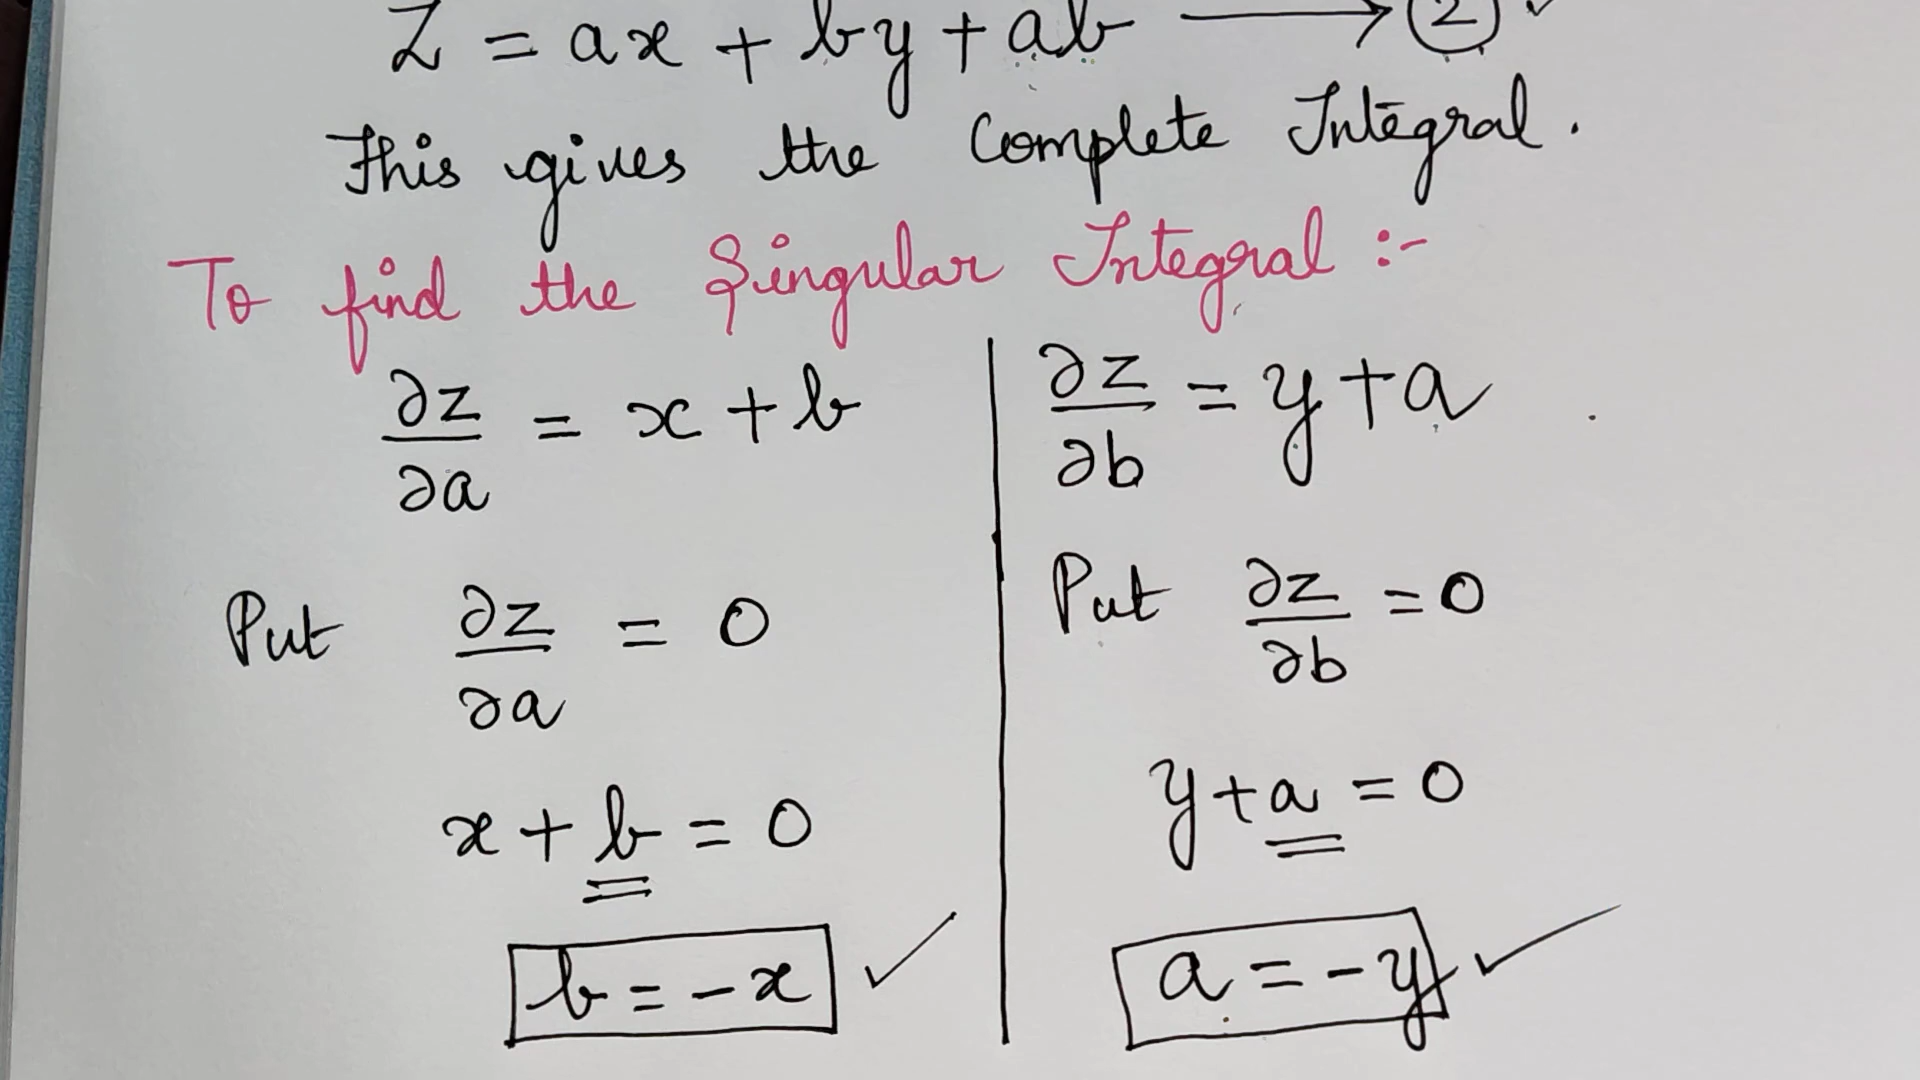 Z = ax + by + ab ⟶ ②
This gives the Complete Integral.
To find the Singular Integral :-
∂z/∂a = x + b
Put ∂z/∂a = 0
x + b = 0
b = -x ✓
∂z/∂b = y + a
Put ∂z/∂b = 0
y + a = 0
a = -y ✓